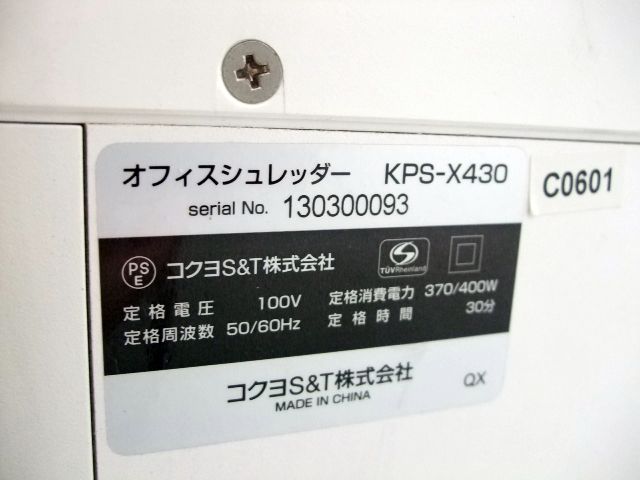 オフィスシュレッダー KPS-X430
serial No. 130300093
C0601
PS E コクヨS&T株式会社 TÜVRheinland
定格電圧 100V 定格消費電力 370/400W
定格周波数 50/60Hz 定格時間 30分
コクヨS&T株式会社 QX
MADE IN CHINA